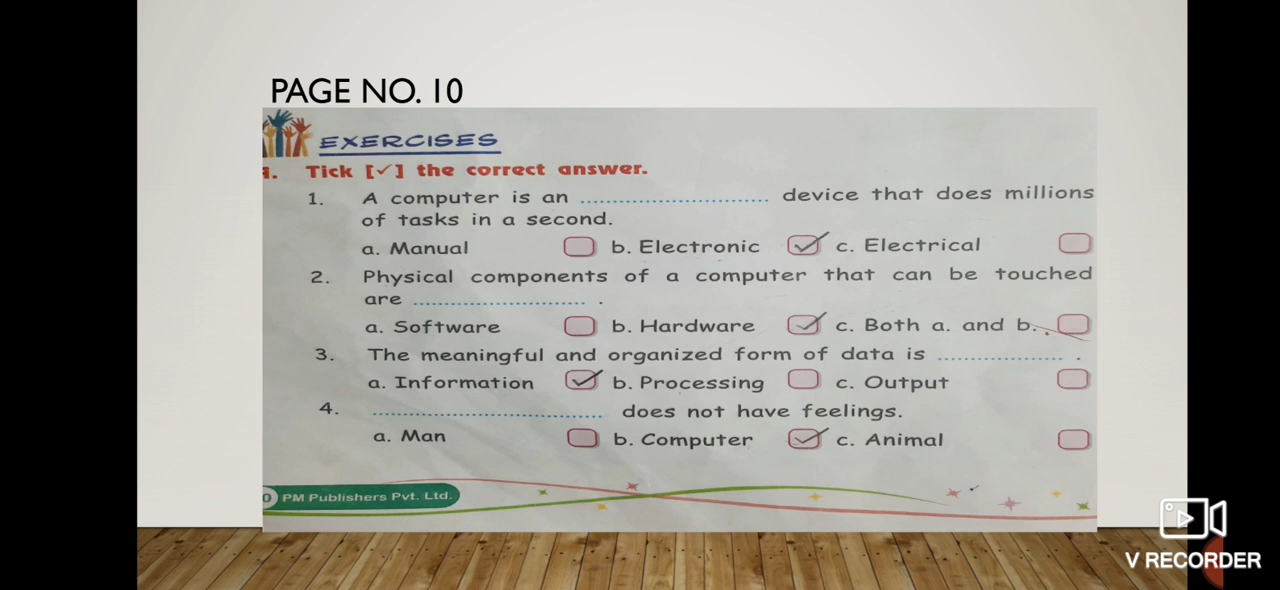 PAGE NO. 10
EXERCISES
Tick [✓] the correct answer.
1. A computer is an ............................ device that does millions
of tasks in a second.
a. Manual b. Electronic ✓ c. Electrical
2. Physical components of a computer that can be touched
are ............................ .
a. Software b. Hardware ✓ c. Both a. and b.
3. The meaningful and organized form of data is .................... .
a. Information ✓ b. Processing c. Output
4. .................................... does not have feelings.
a. Man b. Computer ✓ c. Animal
0 PM Publishers Pvt. Ltd.
V RECORDER